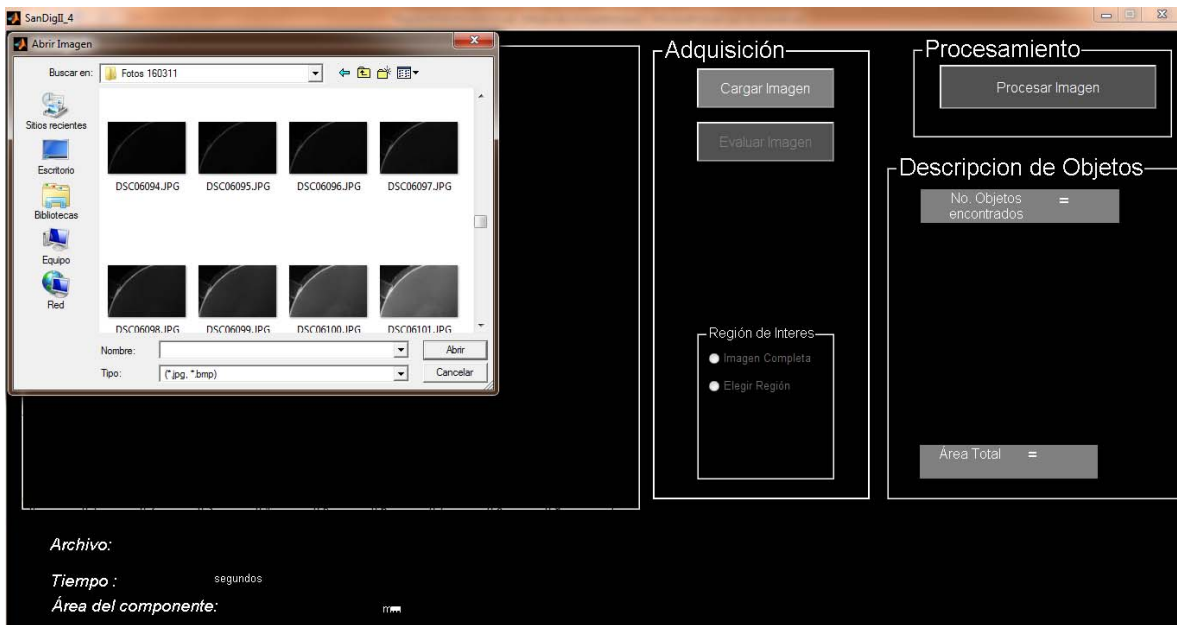 SanDigII_4
Abrir Imagen
Buscar en: Fotos 160311
Sitios recientes
Escritorio
Bibliotecas
Equipo
Red
DSC06094.JPG DSC06095.JPG DSC06096.JPG DSC06097.JPG
DSC06098.JPG DSC06099.JPG DSC06100.JPG DSC06101.JPG
Nombre:
Abrir
Tipo: (*.jpg, *.bmp)
Cancelar
Adquisición
Cargar Imagen
Evaluar Imagen
Región de Interes
Imagen Completa
Elegir Región
Procesamiento
Procesar Imagen
Descripcion de Objetos
No. Objetos =
encontrados
Área Total =
Archivo:
Tiempo : segundos
Área del componente: